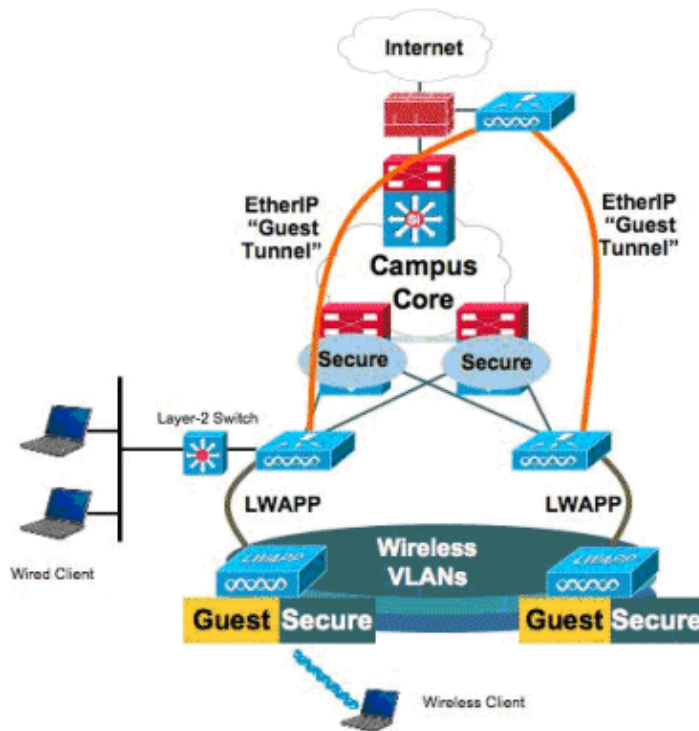 Internet
EtherIP
"Guest
Tunnel"
EtherIP
"Guest
Tunnel"
SI
Campus
Core
Secure
Secure
Layer-2 Switch
LWAPP
LWAPP
Wired Client
LWAPP
Wireless
VLANs
LWAPP
Guest Secure
Guest Secure
Wireless Client